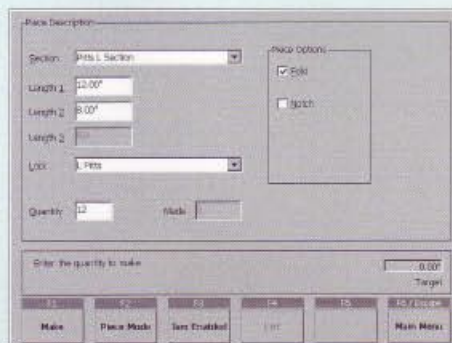 Piece Description
Section Pitts L Section
Length 1 12.00"
Length 2 8.00"
Length 3
Lock L Pitts
Quantity 12 Made
Piece Options
Fold
Notch
Enter the quantity to make
0.00"
Target
F1 F2 F3 F4 F5 F6 / Escape
Make Piece Mode Enabled Main Menu